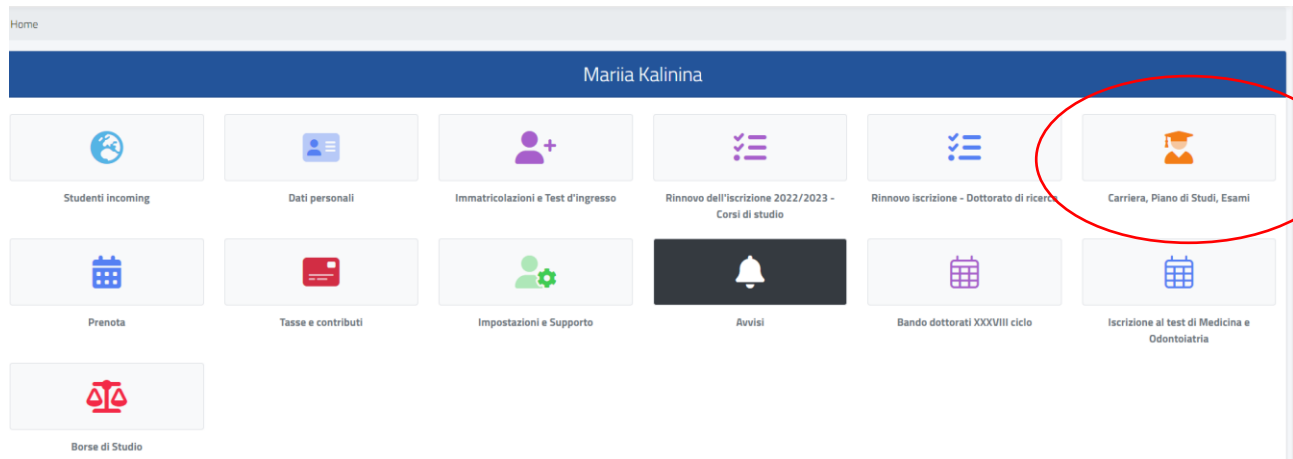 Home
Mariia Kalinina
Studenti incoming
Dati personali
Immatricolazioni e Test d'ingresso
Rinnovo dell'iscrizione 2022/2023 -
Corsi di studio
Rinnovo iscrizione - Dottorato di ricerca
Carriera, Piano di Studi, Esami
Prenota
Tasse e contributi
Impostazioni e Supporto
Avvisi
Bando dottorati XXXVIII ciclo
Iscrizione al test di Medicina e
Odontoiatria
Borse di Studio